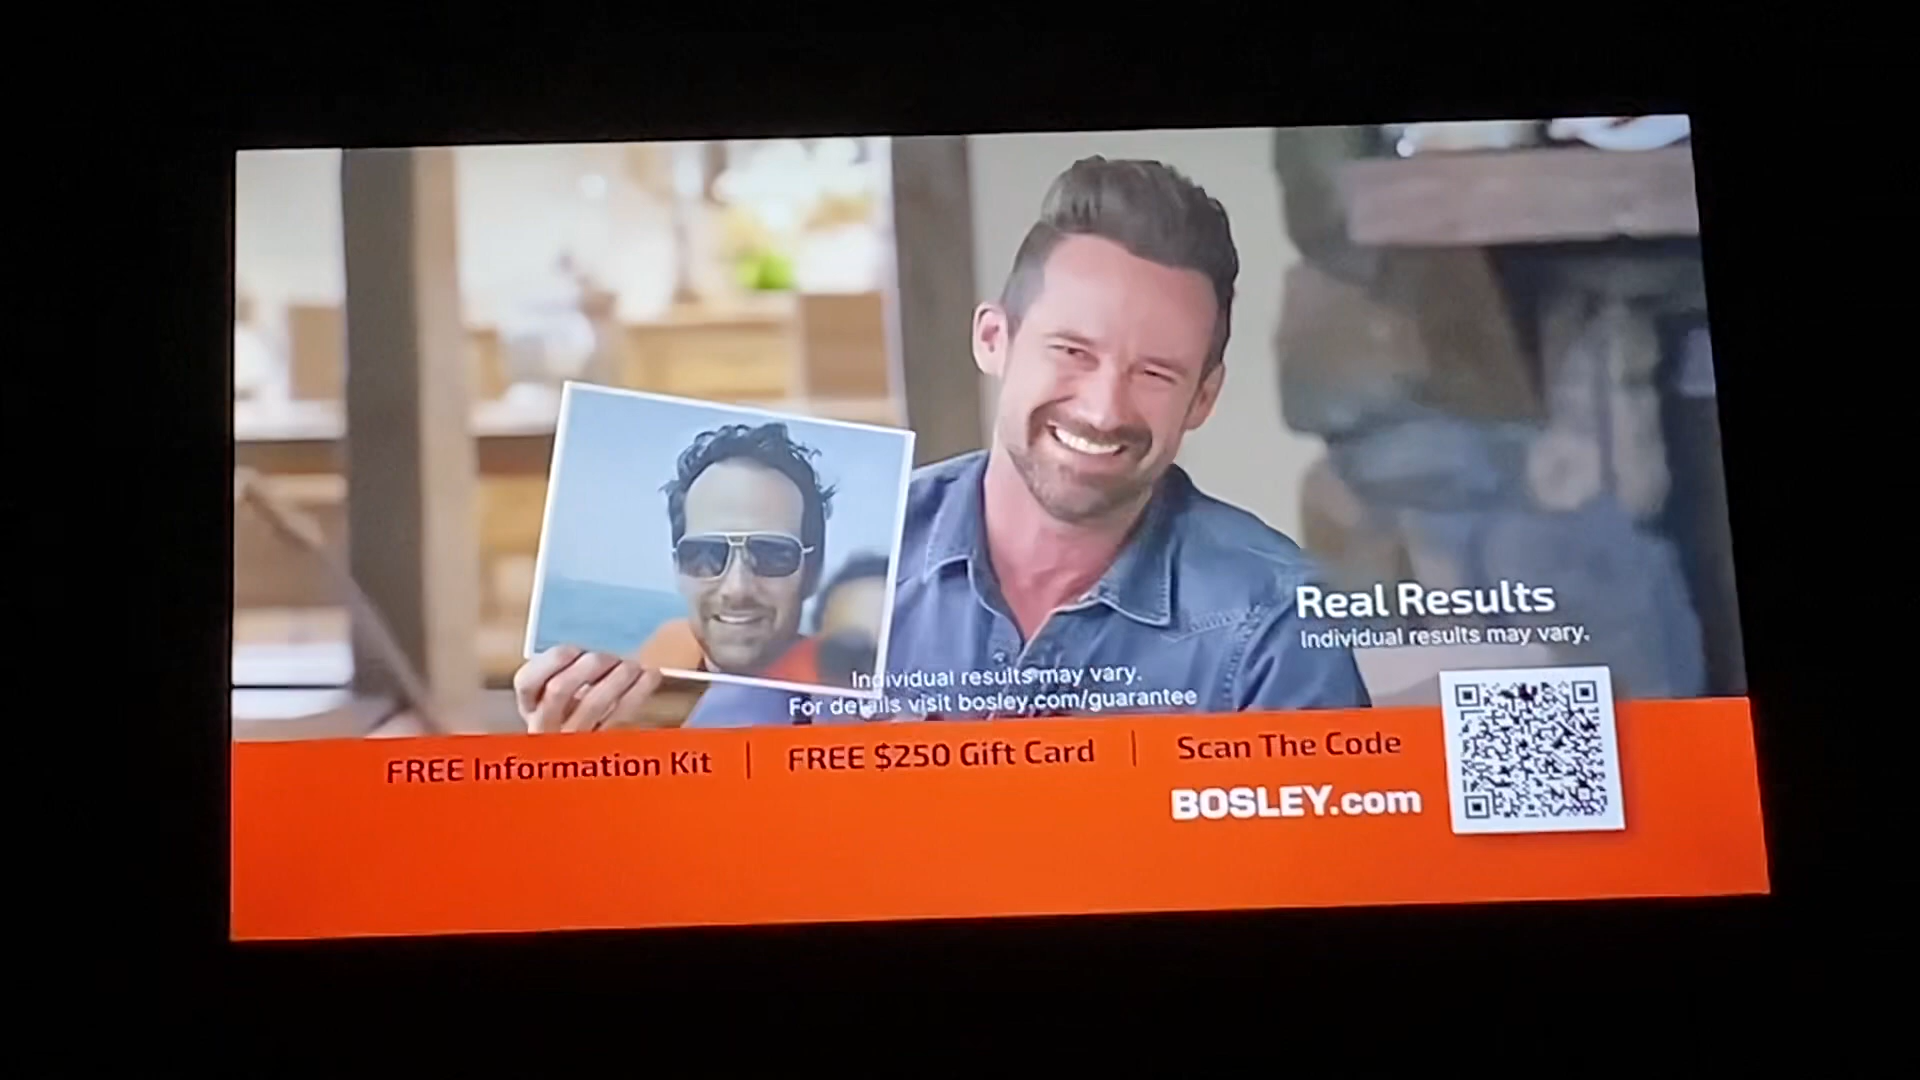 Real Results
Individual results may vary.
Individual results may vary.
For details visit bosley.com/guarantee
FREE Information Kit | FREE $250 Gift Card | Scan The Code
BOSLEY.com